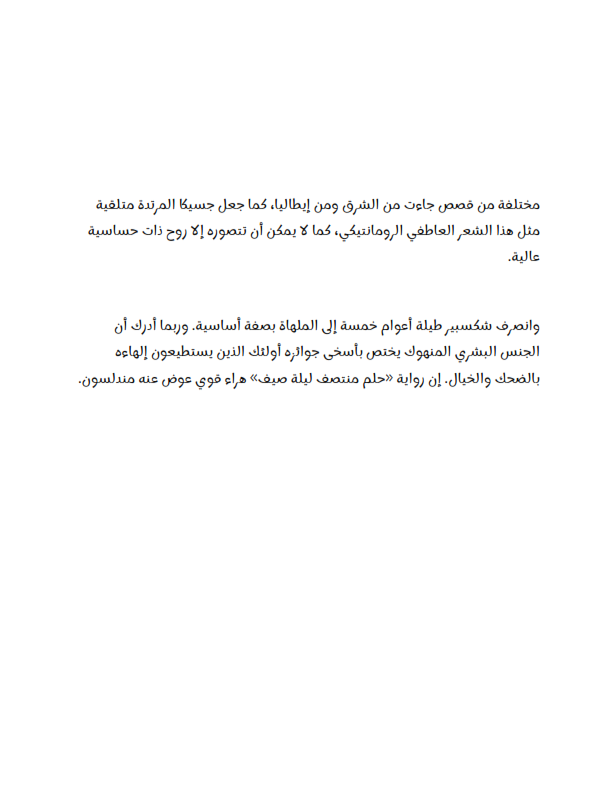 مختلفة من قصص جاءت من الشرق ومن إيطاليا، كما جعل جسيكا المرتدة متلقية
مثل هذا الشعر العاطفي الرومانتيكي، كما لا يمكن أن تتصوره إلا روح ذات حساسية
عالية.
وانصرف شكسبير طيلة أعوام خمسة إلى الملهاة بصفة أساسية. وربما أدرك أن
الجنس البشري المنهوك يختص بأسخى جوائزه أولئك الذين يستطيعون إلهاءه
بالضحك والخيال. إن رواية «حلم منتصف ليلة صيف» هراء قوي عوض عنه مندلسون.